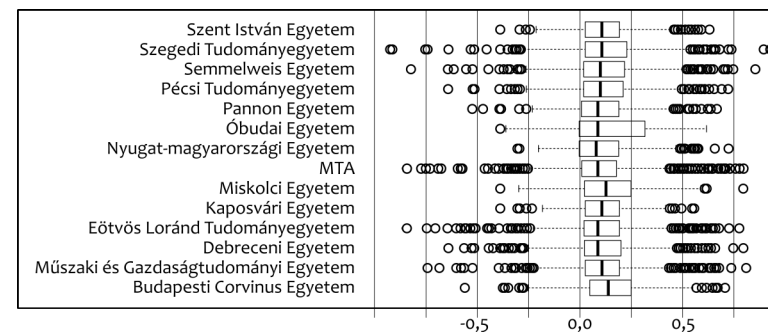 Szent István Egyetem
Szegedi Tudományegyetem
Semmelweis Egyetem
Pécsi Tudományegyetem
Pannon Egyetem
Óbudai Egyetem
Nyugat-magyarországi Egyetem
MTA
Miskolci Egyetem
Kaposvári Egyetem
Eötvös Loránd Tudományegyetem
Debreceni Egyetem
Műszaki és Gazdaságtudományi Egyetem
Budapesti Corvinus Egyetem
-0,5 0,0 0,5